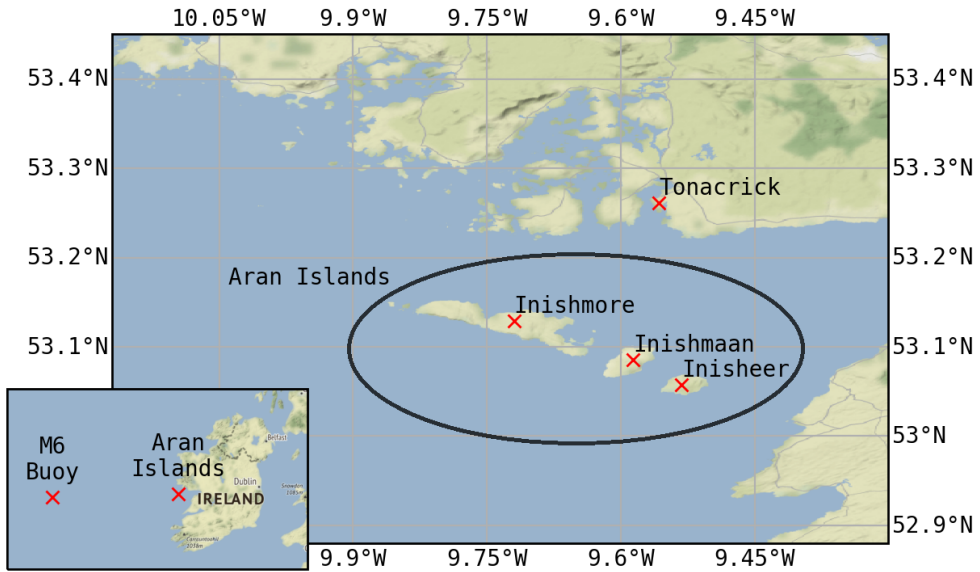 10.05°W 9.9°W 9.75°W 9.6°W 9.45°W
53.4°N 53.4°N
53.3°N 53.3°N
Tonacrick
53.2°N 53.2°N
Aran Islands
Inishmore
53.1°N Inishmaan 53.1°N
Inisheer
53°N
52.9°N
9.9°W 9.75°W 9.6°W 9.45°W
M6
Buoy
Aran
Islands
Belfast
Dublin
IRELAND